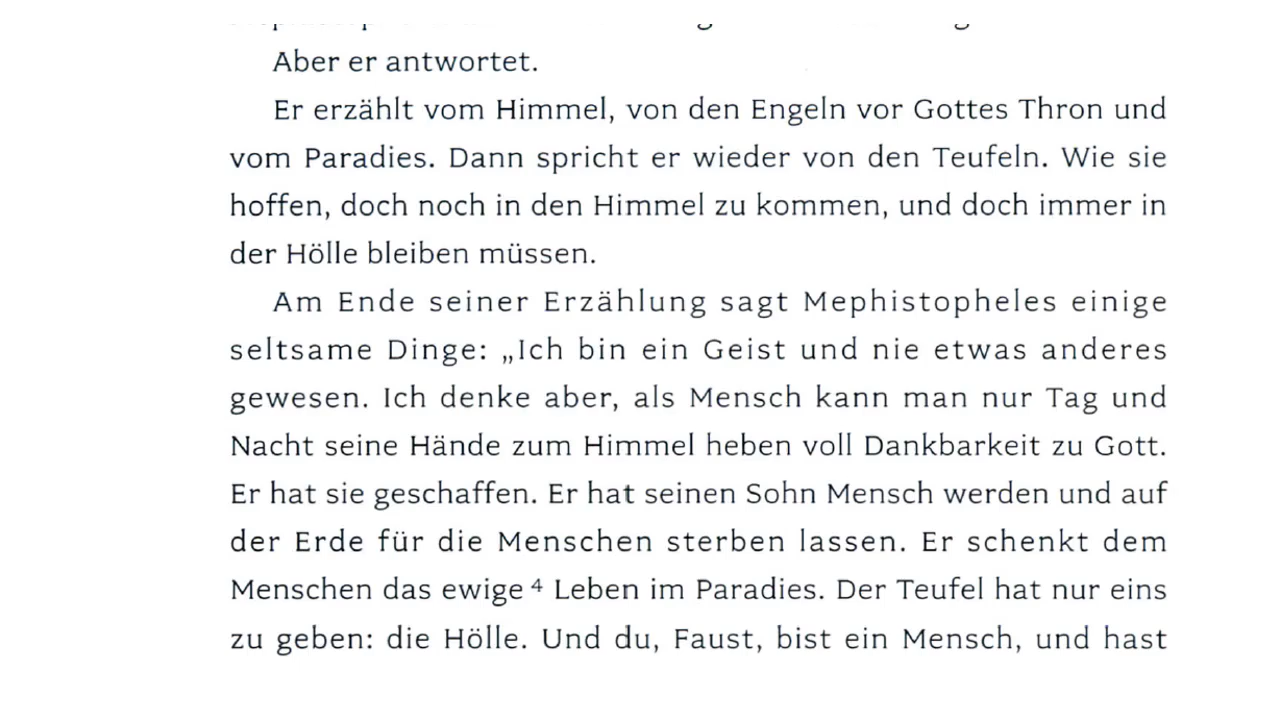 Aber er antwortet.
Er erzählt vom Himmel, von den Engeln vor Gottes Thron und
vom Paradies. Dann spricht er wieder von den Teufeln. Wie sie
hoffen, doch noch in den Himmel zu kommen, und doch immer in
der Hölle bleiben müssen.
Am Ende seiner Erzählung sagt Mephistopheles einige
seltsame Dinge: „Ich bin ein Geist und nie etwas anderes
gewesen. Ich denke aber, als Mensch kann man nur Tag und
Nacht seine Hände zum Himmel heben voll Dankbarkeit zu Gott.
Er hat sie geschaffen. Er hat seinen Sohn Mensch werden und auf
der Erde für die Menschen sterben lassen. Er schenkt dem
Menschen das ewige⁴ Leben im Paradies. Der Teufel hat nur eins
zu geben: die Hölle. Und du, Faust, bist ein Mensch, und hast